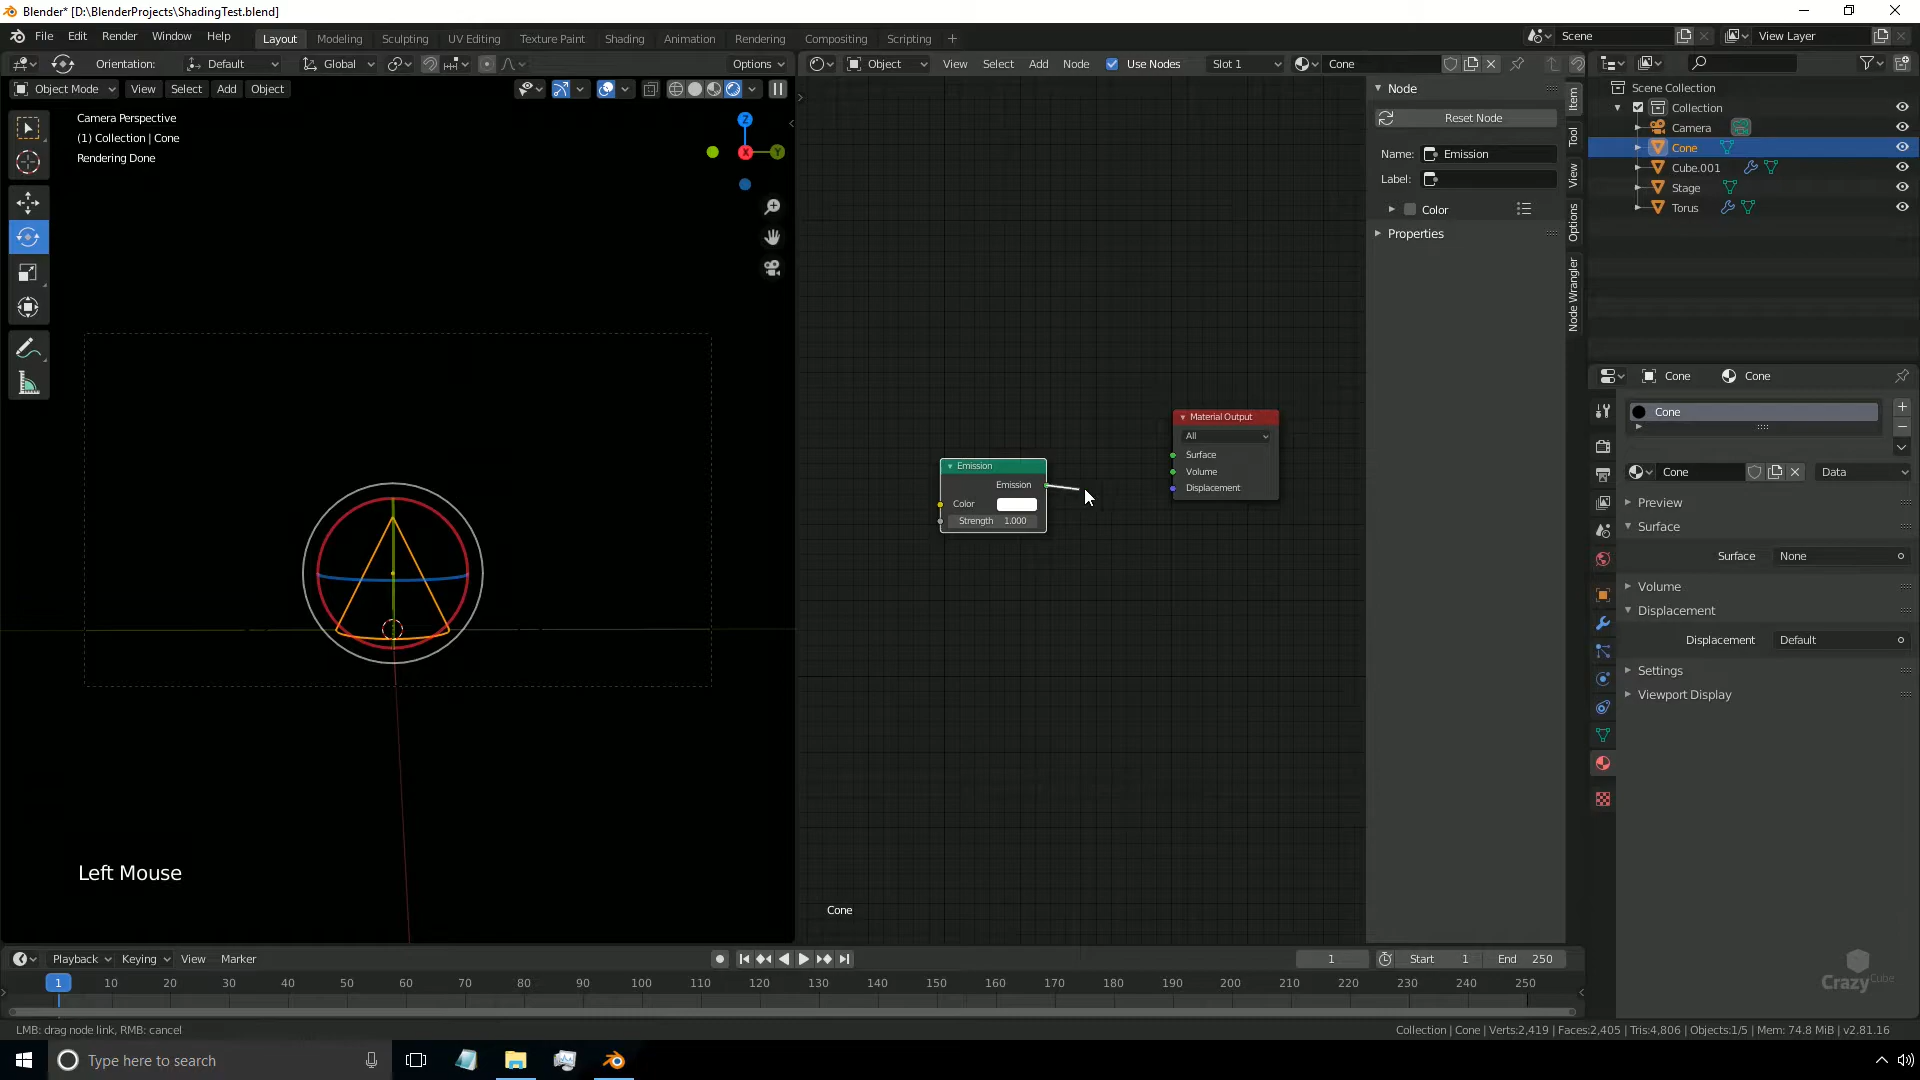 Blender* [D:\BlenderProjects\ShadingTest.blend]
File Edit Render Window Help Layout Modeling Sculpting UV Editing Texture Paint Shading Animation Rendering Compositing Scripting + Scene View Layer
Orientation: Default Global Options View Select Add Node Use Nodes Slot 1 Cone
Object
Object Mode View Select Add Object
Camera Perspective
(1) Collection | Cone
Rendering Done
Z
X
Y
Node
Reset Node
Name: Emission
Label:
Color
Properties
Item
Tool
View
Options
Node Wrangler
Scene Collection
Collection
Camera
Cone
Cube.001
Stage
Torus
Material Output
All
Surface
Volume
Displacement
Emission
Emission
Color
Strength 1.000
Cone Cone
Cone
Cone Data
Preview
Surface
Surface None
Volume
Displacement
Displacement Default
Settings
Viewport Display
Left Mouse
Cone
Playback Keying View Marker 1 Start 1 End 250
1 10 20 30 40 50 60 70 80 90 100 110 120 130 140 150 160 170 180 190 200 210 220 230 240 250
CrazyCube
LMB: drag node link, RMB: cancel
Collection | Cone | Verts:2,419 | Faces:2,405 | Tris:4,806 | Objects:1/5 | Mem: 74.8 MiB | v2.81.16
Type here to search